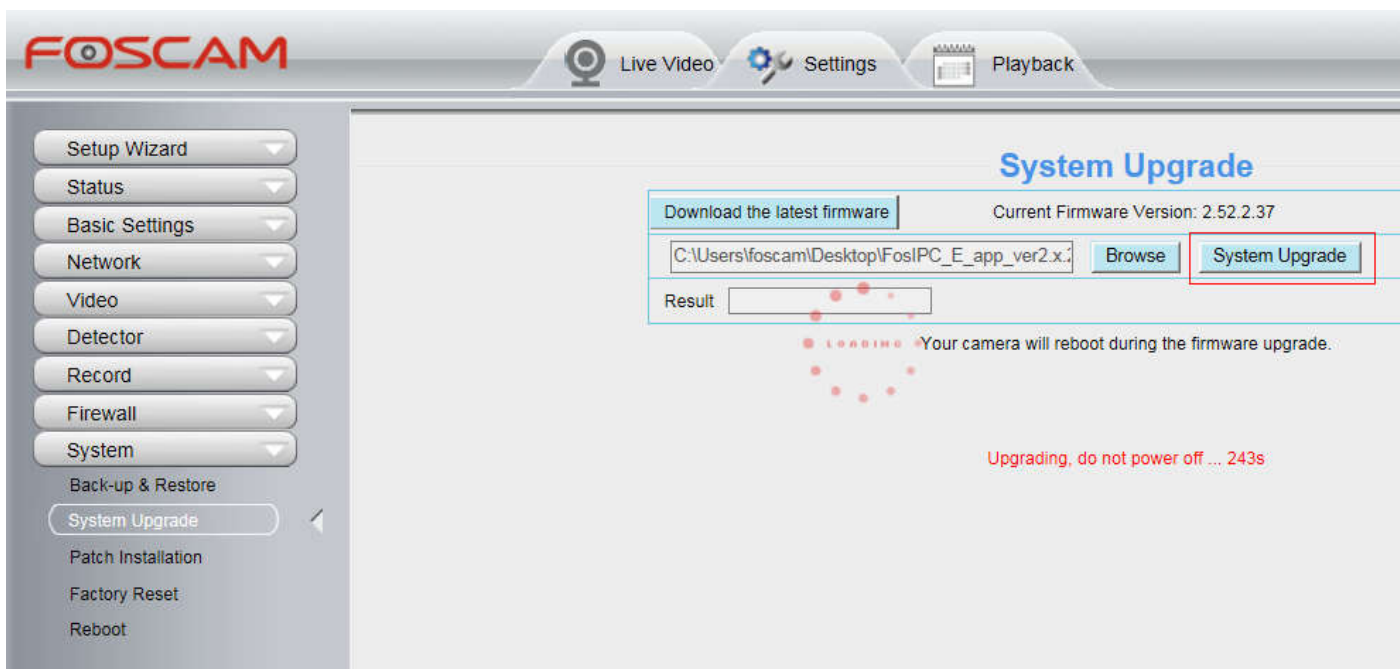 FOSCAM
Live Video
Settings
Playback
Setup Wizard
Status
Basic Settings
Network
Video
Detector
Record
Firewall
System
Back-up & Restore
System Upgrade
Patch Installation
Factory Reset
Reboot
System Upgrade
Download the latest firmware Current Firmware Version: 2.52.2.37
C:\Users\foscam\Desktop\FosIPC_E_app_ver2.x.2 Browse System Upgrade
Result
LOADING Your camera will reboot during the firmware upgrade.
Upgrading, do not power off ... 243s